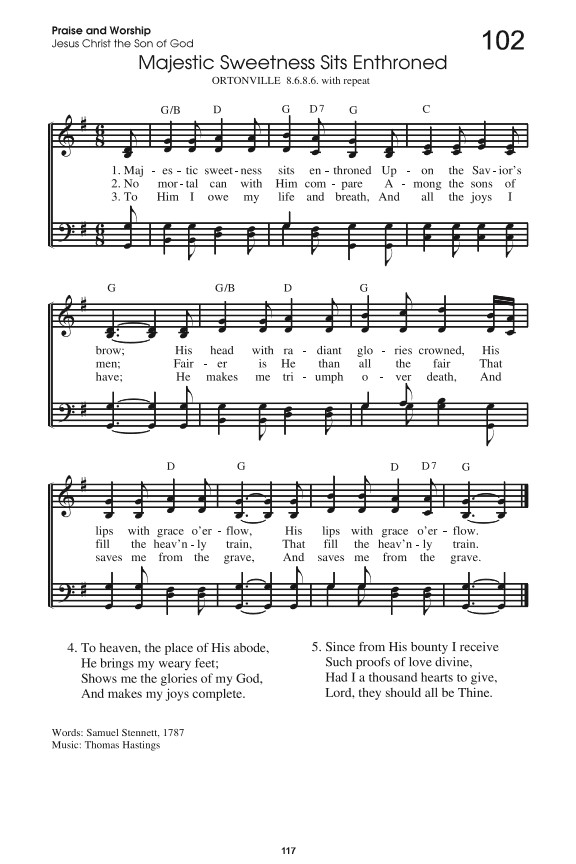 Praise and Worship
Jesus Christ the Son of God
102
Majestic Sweetness Sits Enthroned
ORTONVILLE 8.6.8.6. with repeat
G/B D G D7 G C
1. Maj - es - tic sweet - ness sits en - throned Up - on the Sav - ior's
2. No mor - tal can with Him com - pare A - mong the sons of
3. To Him I owe my life and breath, And all the joys I
G G/B D G
brow; His head with ra - diant glo - ries crowned, His
men; Fair - er is He than all the fair That
have; He makes me tri - umph o - ver death, And
D G D D7 G
lips with grace o'er - flow, His lips with grace o'er - flow.
fill the heav'n - ly train, That fill the heav'n - ly train.
saves me from the grave, And saves me from the grave.
4. To heaven, the place of His abode,
He brings my weary feet;
Shows me the glories of my God,
And makes my joys complete.
5. Since from His bounty I receive
Such proofs of love divine,
Had I a thousand hearts to give,
Lord, they should all be Thine.
Words: Samuel Stennett, 1787
Music: Thomas Hastings
117